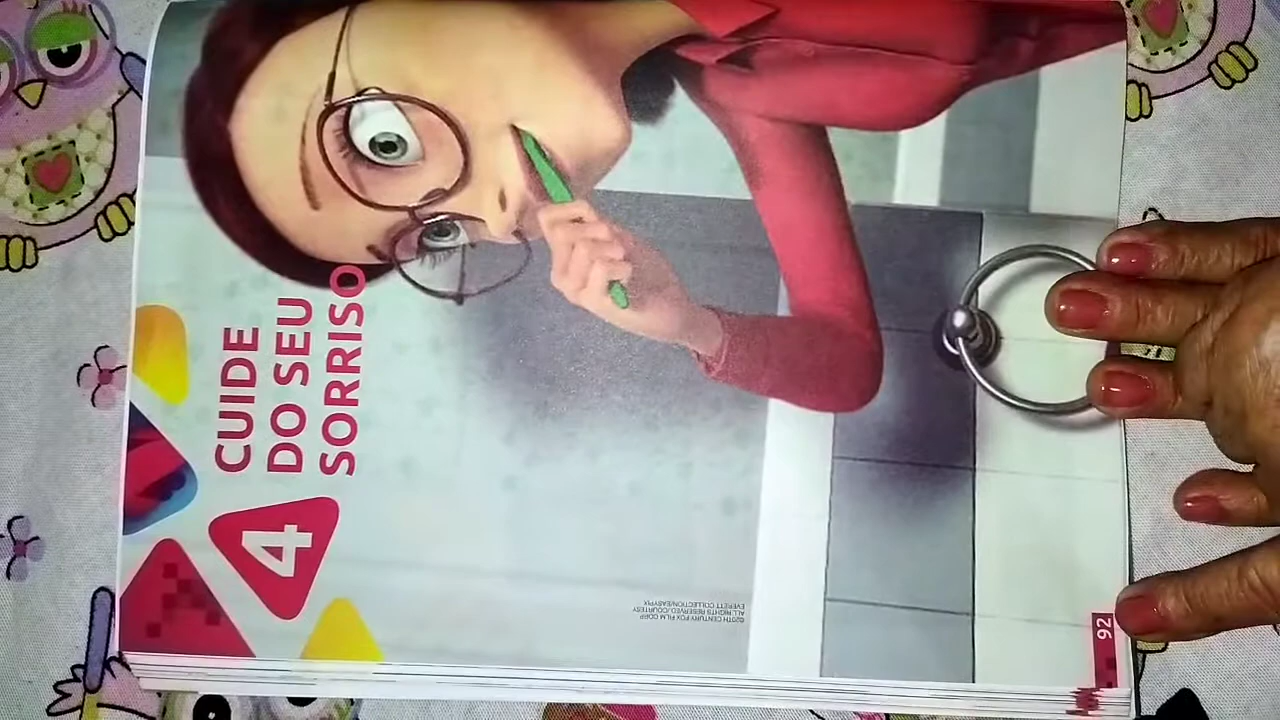 4
CUIDE
DO SEU
SORRISO
©20TH CENTURY FOX FILM CORP.
ALL RIGHTS RESERVED./COURTESY
EVERETT COLLECTION/EASYPIX
92